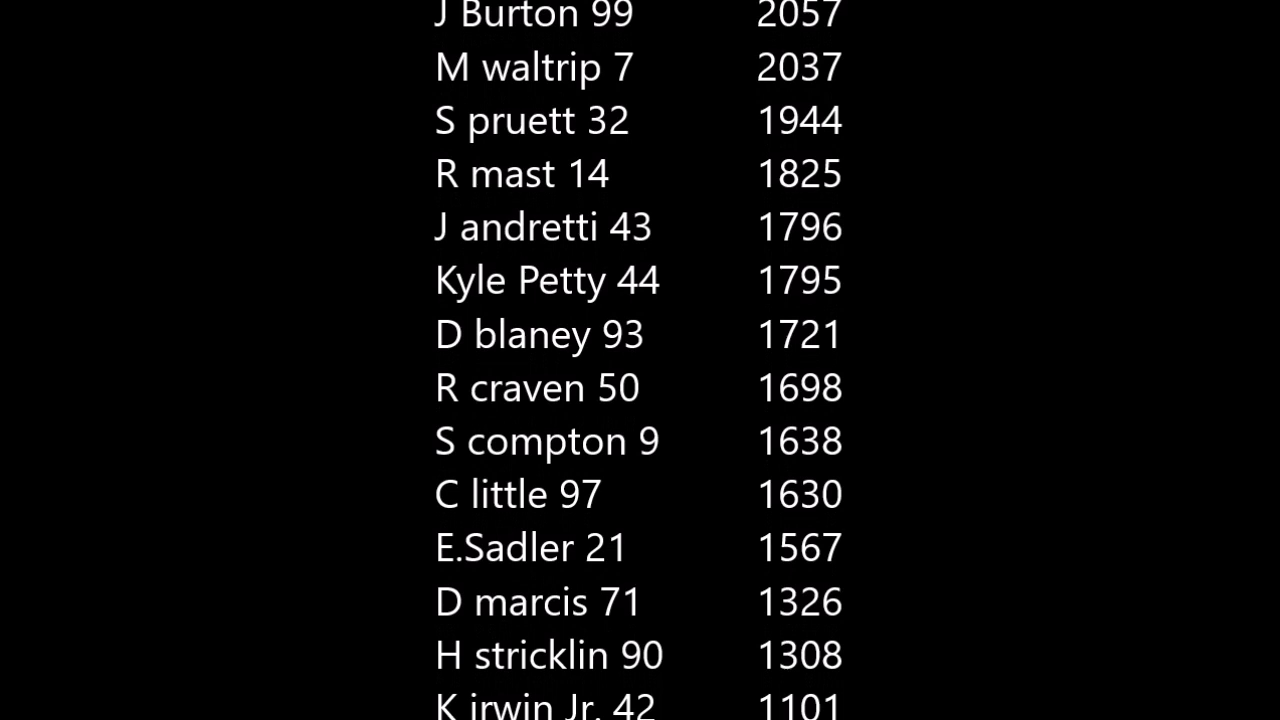 J Burton 99 2057
M waltrip 7 2037
S pruett 32 1944
R mast 14 1825
J andretti 43 1796
Kyle Petty 44 1795
D blaney 93 1721
R craven 50 1698
S compton 9 1638
C little 97 1630
E.Sadler 21 1567
D marcis 71 1326
H stricklin 90 1308
K irwin Jr. 42 1101